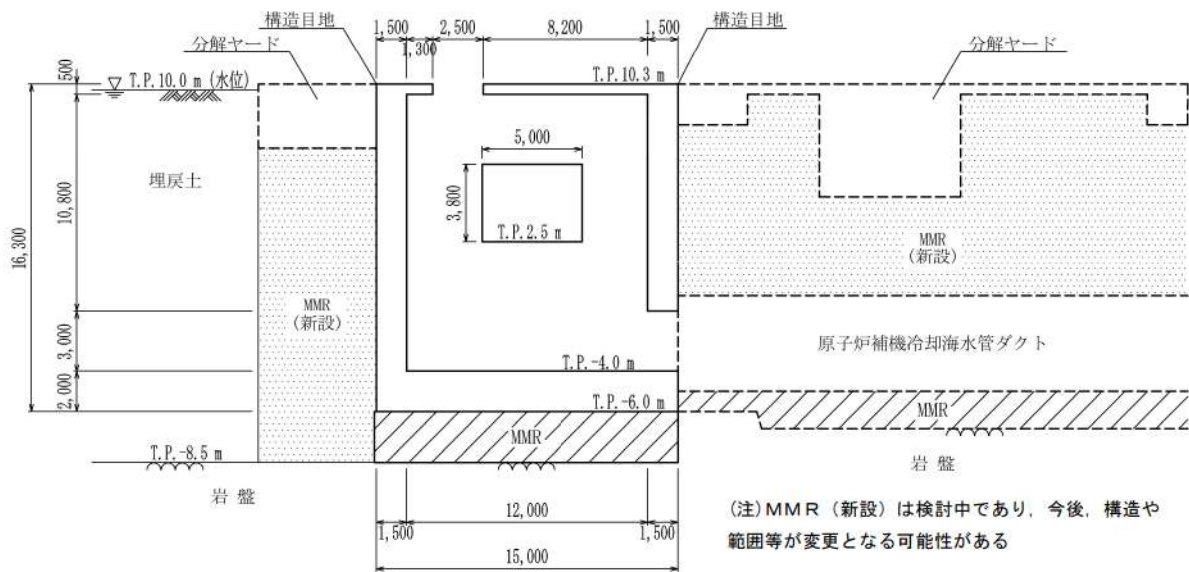 構造目地
分解ヤード
1,500
2,500
8,200
1,500
1,300
構造目地
分解ヤード
500
T.P.10.0 m (水位)
T.P.10.3 m
5,000
埋戻土
10,800
3,800
T.P.2.5 m
16,300
MMR
(新設)
MMR
(新設)
3,000
原子炉補機冷却海水管ダクト
T.P.-4.0 m
2,000
T.P.-6.0 m
MMR
MMR
T.P.-8.5 m
岩 盤
岩 盤
1,500
12,000
1,500
15,000
(注)MMR(新設)は検討中であり,今後,構造や
範囲等が変更となる可能性がある